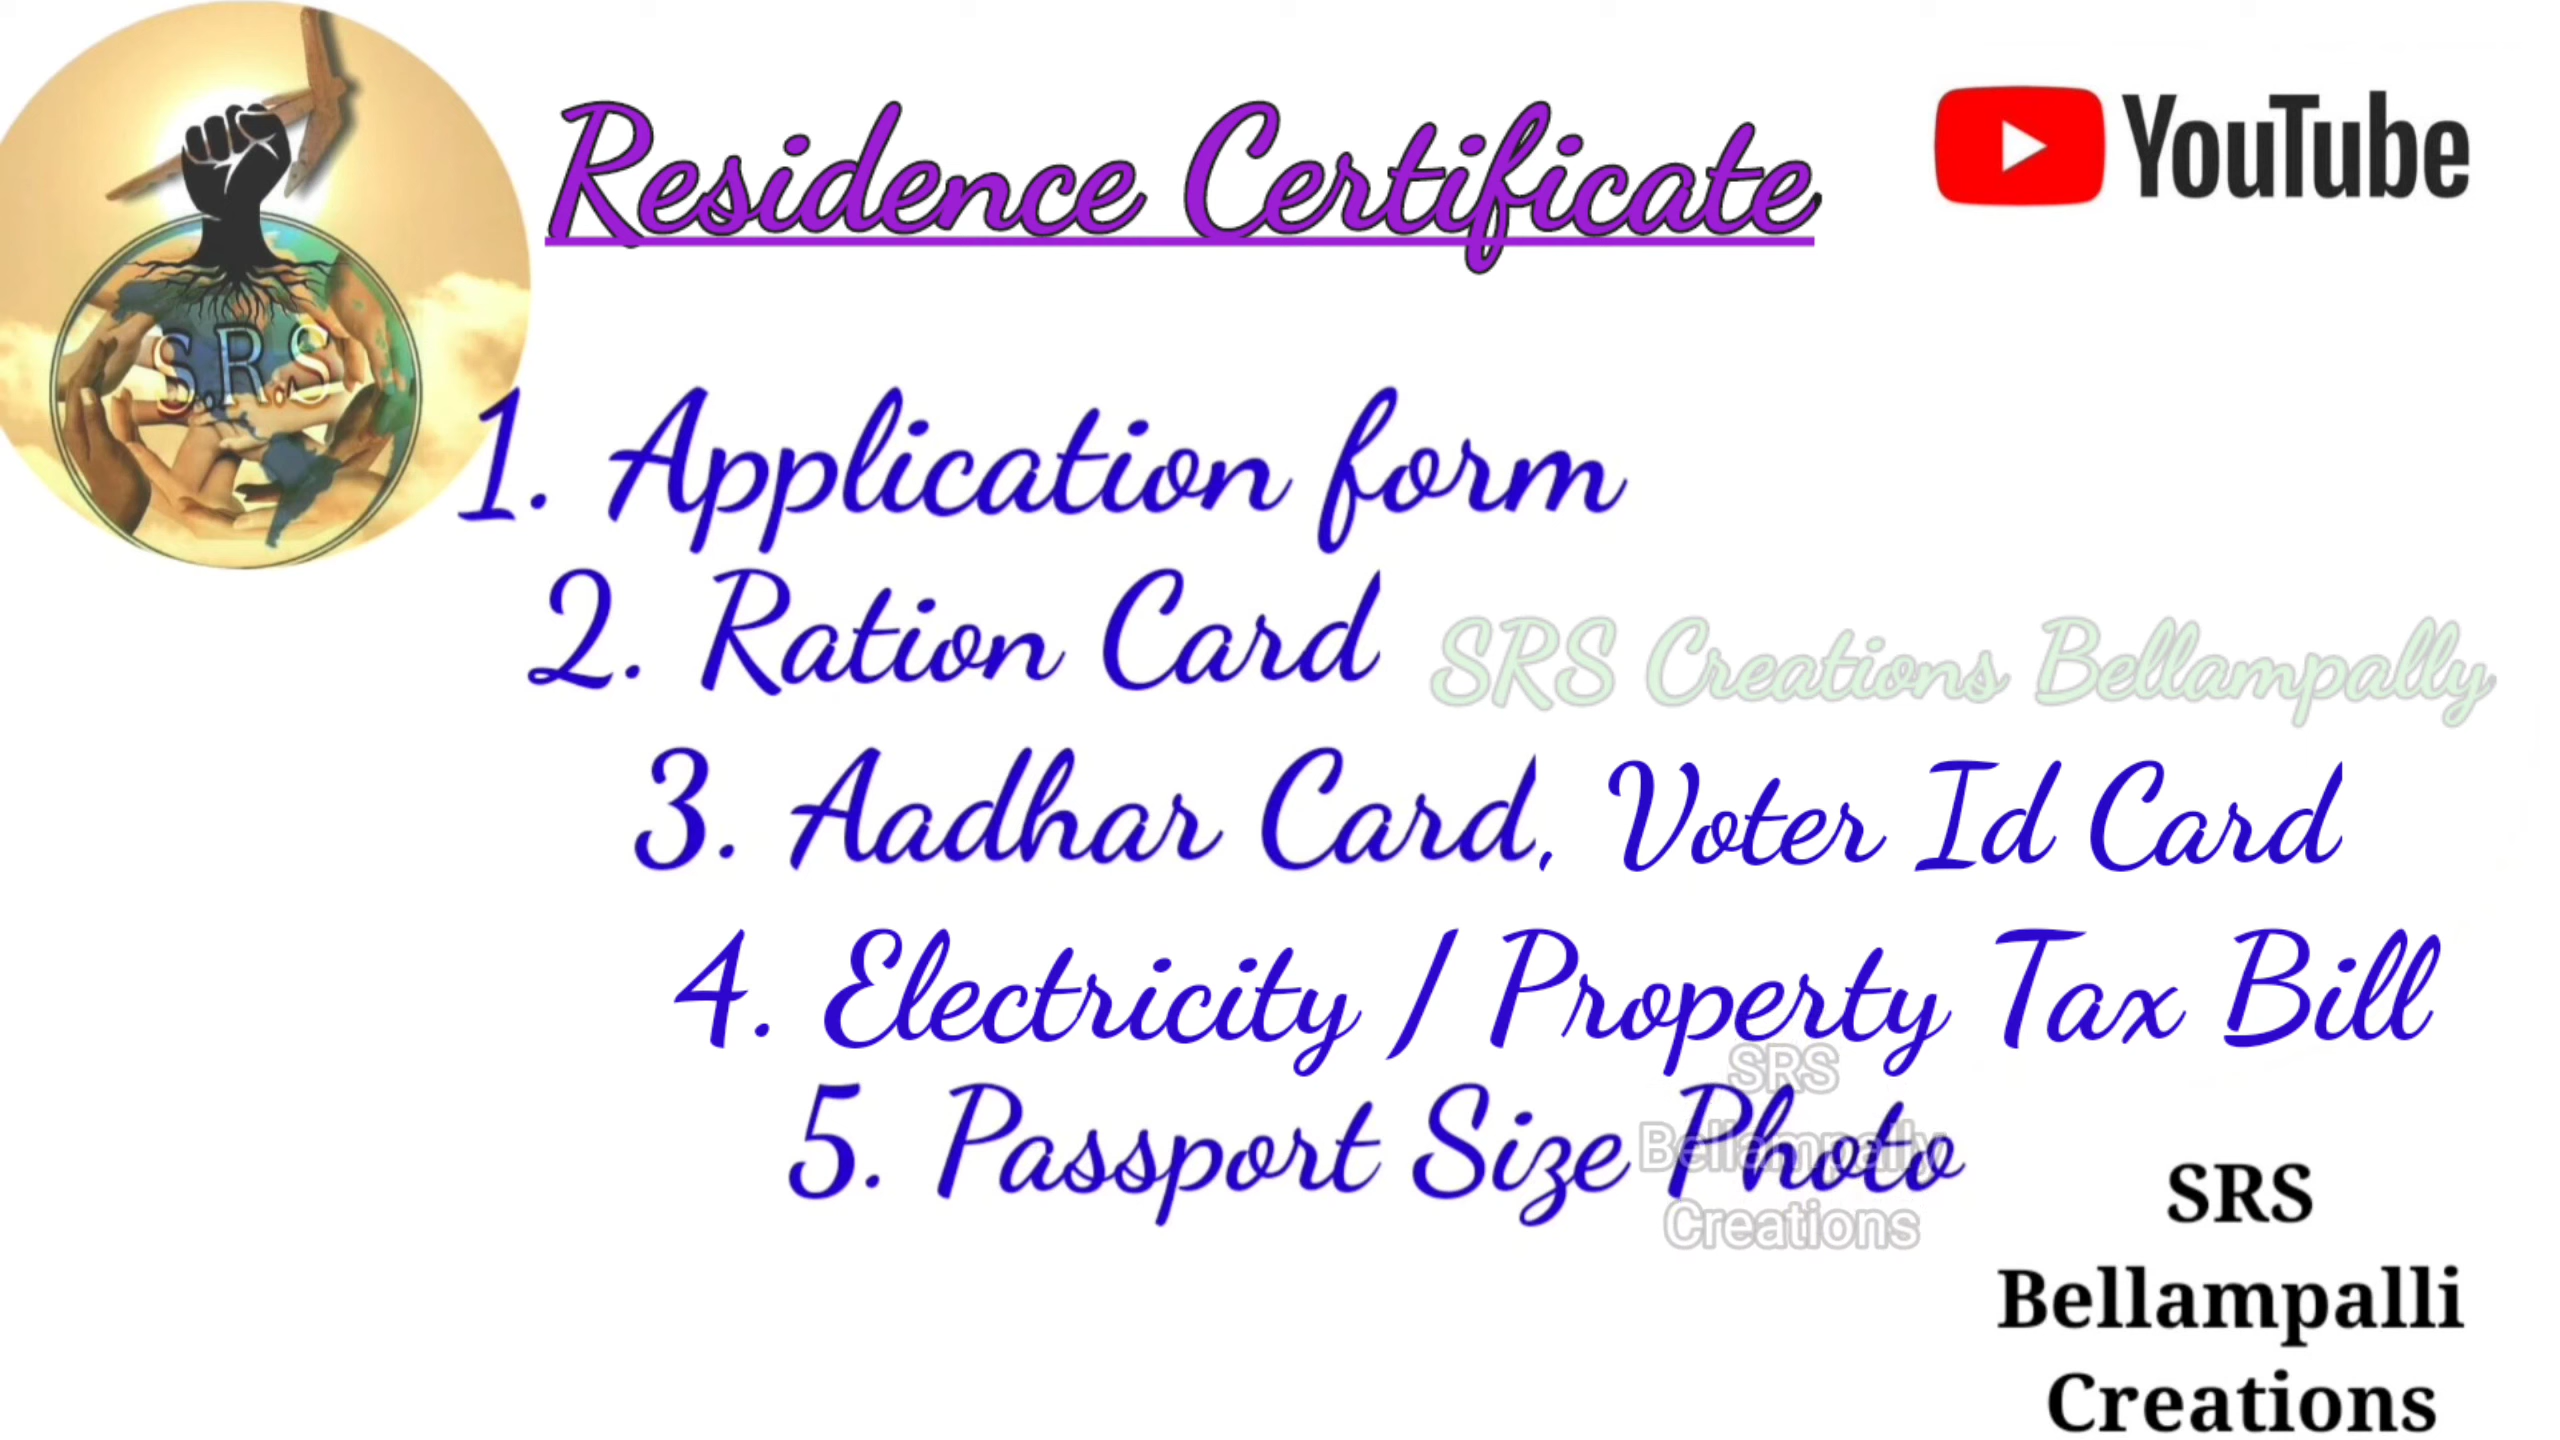 Residence Certificate
YouTube
S.R.S
1. Application form
2. Ration Card
SRS Creations Bellampally
3. Aadhar Card, Voter Id Card
4. Electricity / Property Tax Bill
5. Passport Size Photo
SRS
Bellampally
Creations
SRS
Bellampalli
Creations